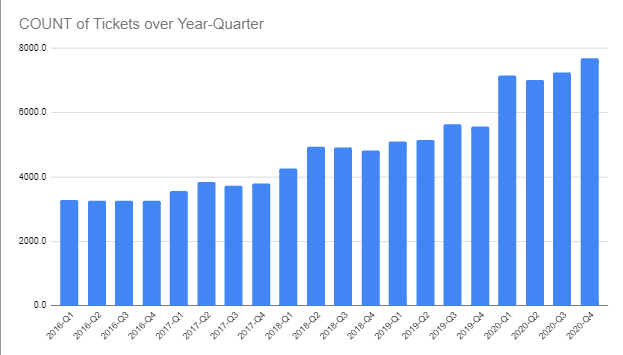 COUNT of Tickets over Year-Quarter
8000.0
6000.0
4000.0
2000.0
0.0
2016-Q1
2016-Q2
2016-Q3
2016-Q4
2017-Q1
2017-Q2
2017-Q3
2017-Q4
2018-Q1
2018-Q2
2018-Q3
2018-Q4
2019-Q1
2019-Q2
2019-Q3
2019-Q4
2020-Q1
2020-Q2
2020-Q3
2020-Q4